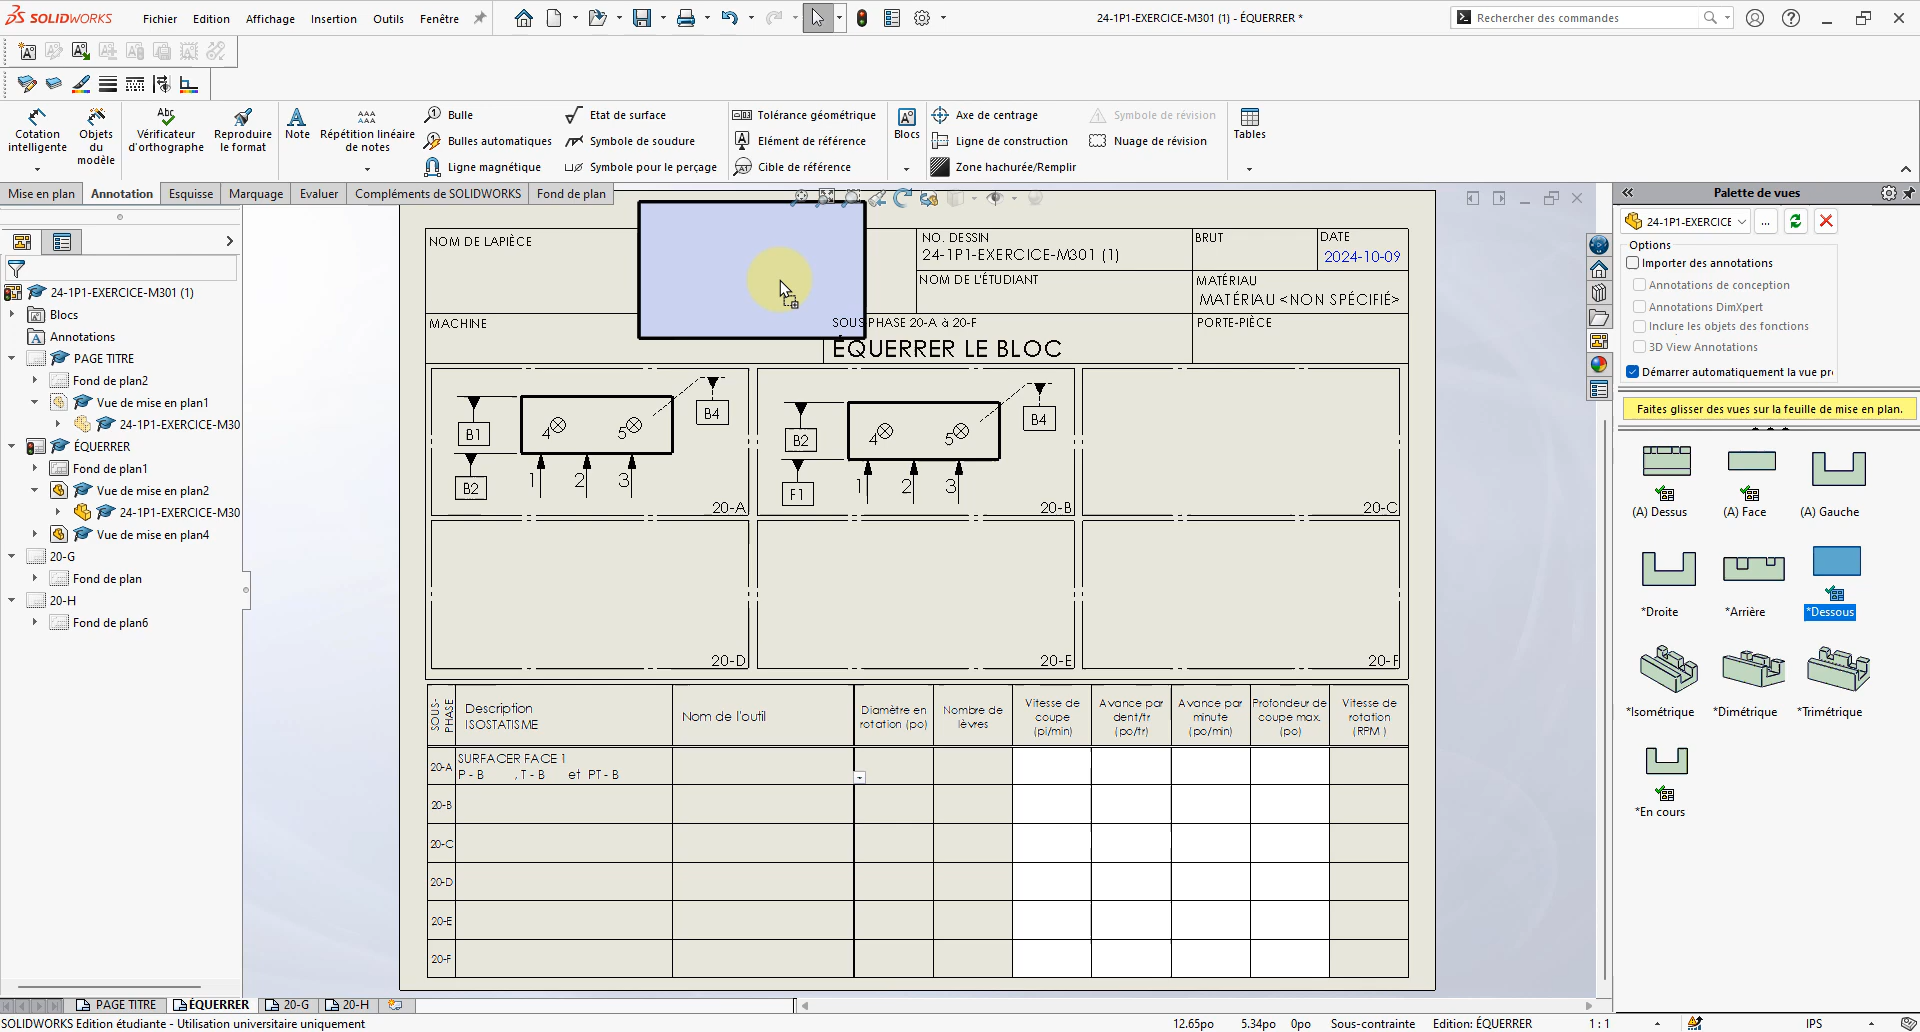 SOLIDWORKS Fichier Edition Affichage Insertion Outils Fenêtre
24-1P1-EXERCICE-M301 (1) - ÉQUERRER *
Rechercher des commandes
Cotation intelligente
Objets du modèle
Abc
Vérificateur d'orthographe
Reproduire le format
A
Note
AAA
AAA
Répétition linéaire de notes
Bulle
Bulles automatiques
Ligne magnétique
Etat de surface
Symbole de soudure
Symbole pour le perçage
Tolérance géométrique
Elément de référence
Cible de référence
Blocs
Axe de centrage
Ligne de construction
Zone hachurée/Remplir
Symbole de révision
Nuage de révision
Tables
Mise en plan Annotation Esquisse Marquage Evaluer Compléments de SOLIDWORKS Fond de plan
24-1P1-EXERCICE-M301 (1)
Blocs
Annotations
PAGE TITRE
Fond de plan2
Vue de mise en plan1
24-1P1-EXERCICE-M30
ÉQUERRER
Fond de plan1
Vue de mise en plan2
24-1P1-EXERCICE-M30
Vue de mise en plan4
20-G
Fond de plan
20-H
Fond de plan6
NOM DE LAPIÈCE
NO. DESSIN
24-1P1-EXERCICE-M301 (1)
BRUT
DATE
2024-10-09
NOM DE L'ÉTUDIANT
MATÉRIAU
MATÉRIAU <NON SPÉCIFIÉ>
MACHINE
SOUS PHASE 20-A à 20-F
ÉQUERRER LE BLOC
PORTE-PIÈCE
B1
4 5
B4
B2
1 2 3
20-A
B2
4 5
B4
F1
1 2 3
20-B
20-C
20-D
20-E
20-F
SOUS-PHASE
Description
ISOSTATISME
Nom de l'outil
Diamètre en rotation (po)
Nombre de lèvres
Vitesse de coupe (pi/min)
Avance par dent/tr (po/tr)
Avance par minute (po/min)
Profondeur de coupe max. (po)
Vitesse de rotation (RPM )
20-A
SURFACER FACE 1
P - B , T - B et PT - B
20-B
20-C
20-D
20-E
20-F
Palette de vues
24-1P1-EXERCICE
...
Options
Importer des annotations
Annotations de conception
Annotations DimXpert
Inclure les objets des fonctions
3D View Annotations
Démarrer automatiquement la vue pr
Faites glisser des vues sur la feuille de mise en plan.
(A) Dessus
(A) Face
(A) Gauche
*Droite
*Arrière
*Dessous
*Isométrique
*Dimétrique
*Trimétrique
*En cours
PAGE TITRE ÉQUERRER 20-G 20-H
SOLIDWORKS Edition étudiante - Utilisation universitaire uniquement
12.65po 5.34po 0po Sous-contrainte Edition: ÉQUERRER 1 : 1 IPS